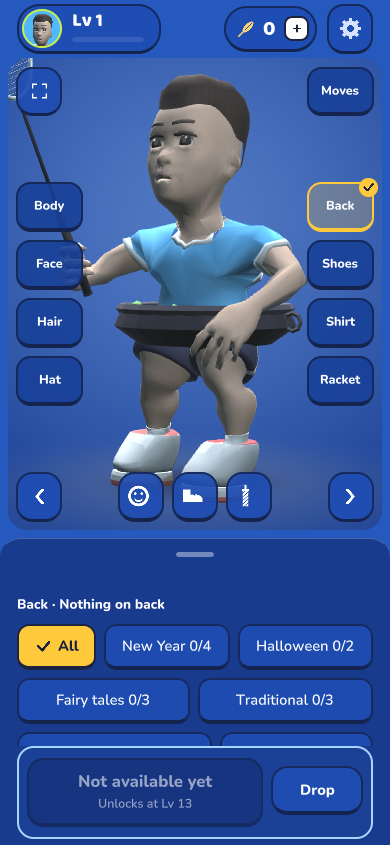 Lv 1
0
+
Moves
Body
Back
Face
Shoes
Hair
Shirt
Hat
Racket
Back · Nothing on back
All
New Year 0/4
Halloween 0/2
Fairy tales 0/3
Traditional 0/3
Not available yet
Unlocks at Lv 13
Drop